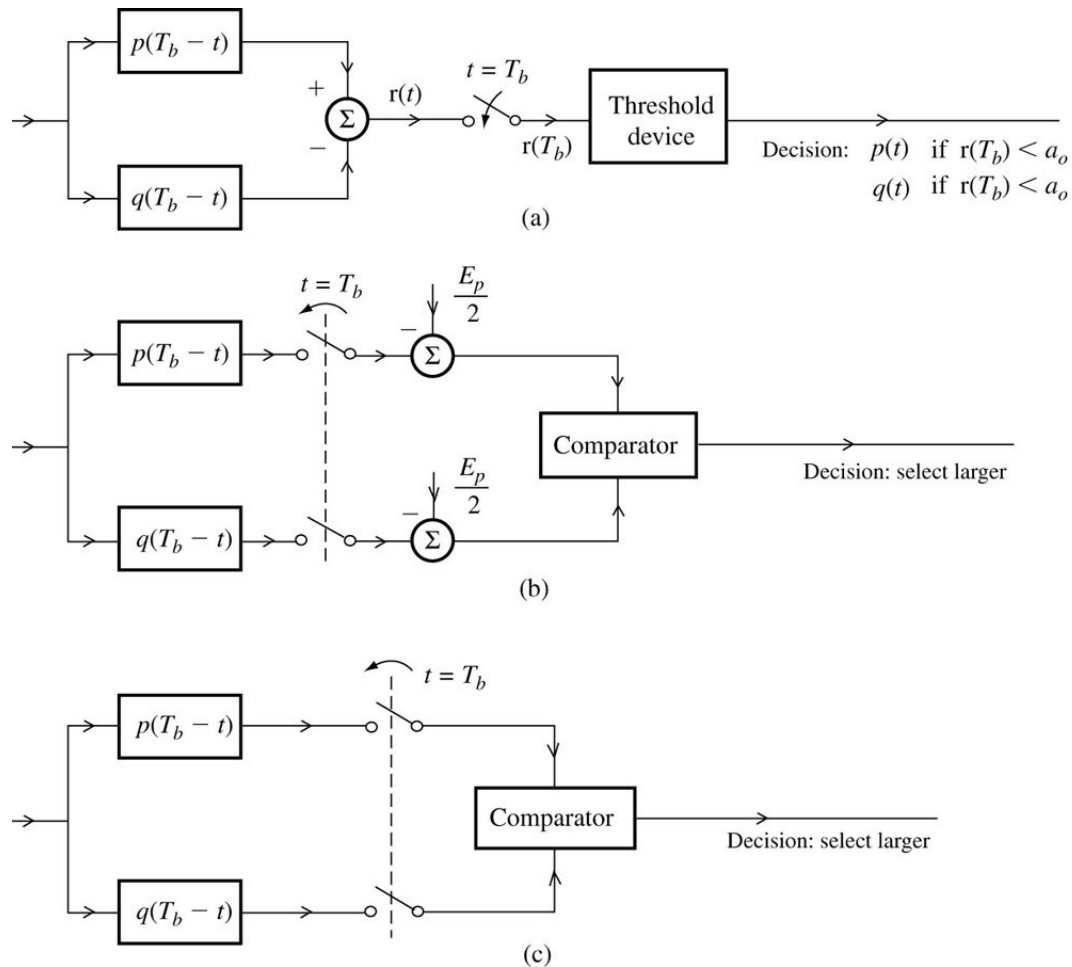 p(T_b − t)
t = T_b
+
r(t)
Σ
−
r(T_b)
Threshold
device
q(T_b − t)
Decision: p(t) if r(T_b) < a_o
q(t) if r(T_b) < a_o
(a)
t = T_b
E_p
2
−
p(T_b − t)
Σ
Comparator
Decision: select larger
E_p
2
−
q(T_b − t)
Σ
(b)
t = T_b
p(T_b − t)
Comparator
Decision: select larger
q(T_b − t)
(c)